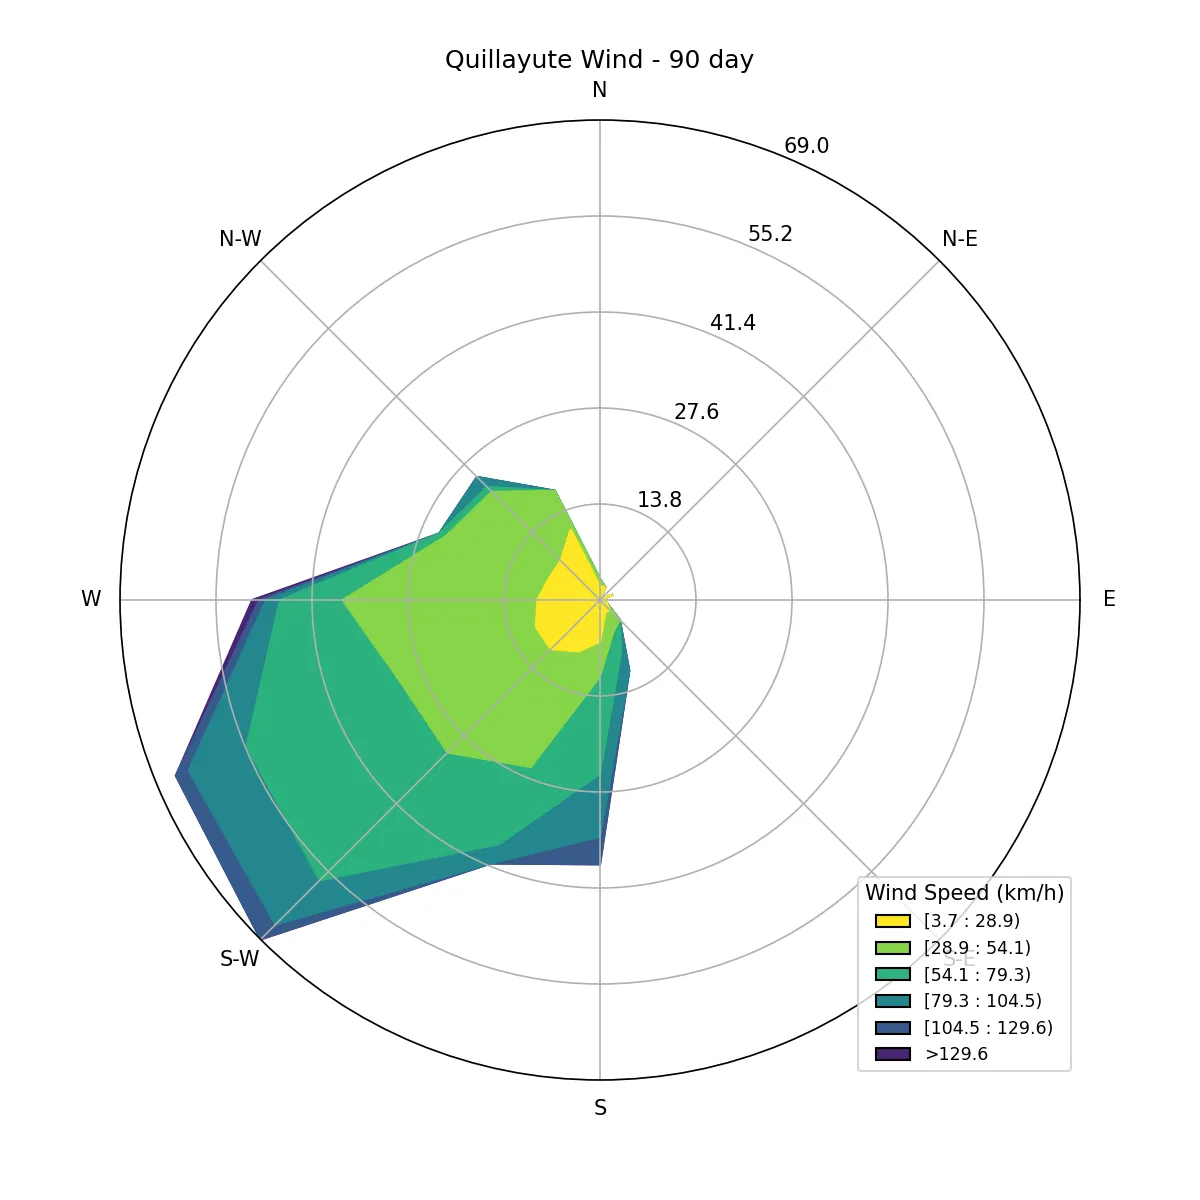 Quillayute Wind - 90 day
N
69.0
55.2
N-W
N-E
41.4
27.6
13.8
W
E
S-W
S-E
Wind Speed (km/h)
[3.7 : 28.9)
[28.9 : 54.1)
[54.1 : 79.3)
[79.3 : 104.5)
[104.5 : 129.6)
>129.6
S